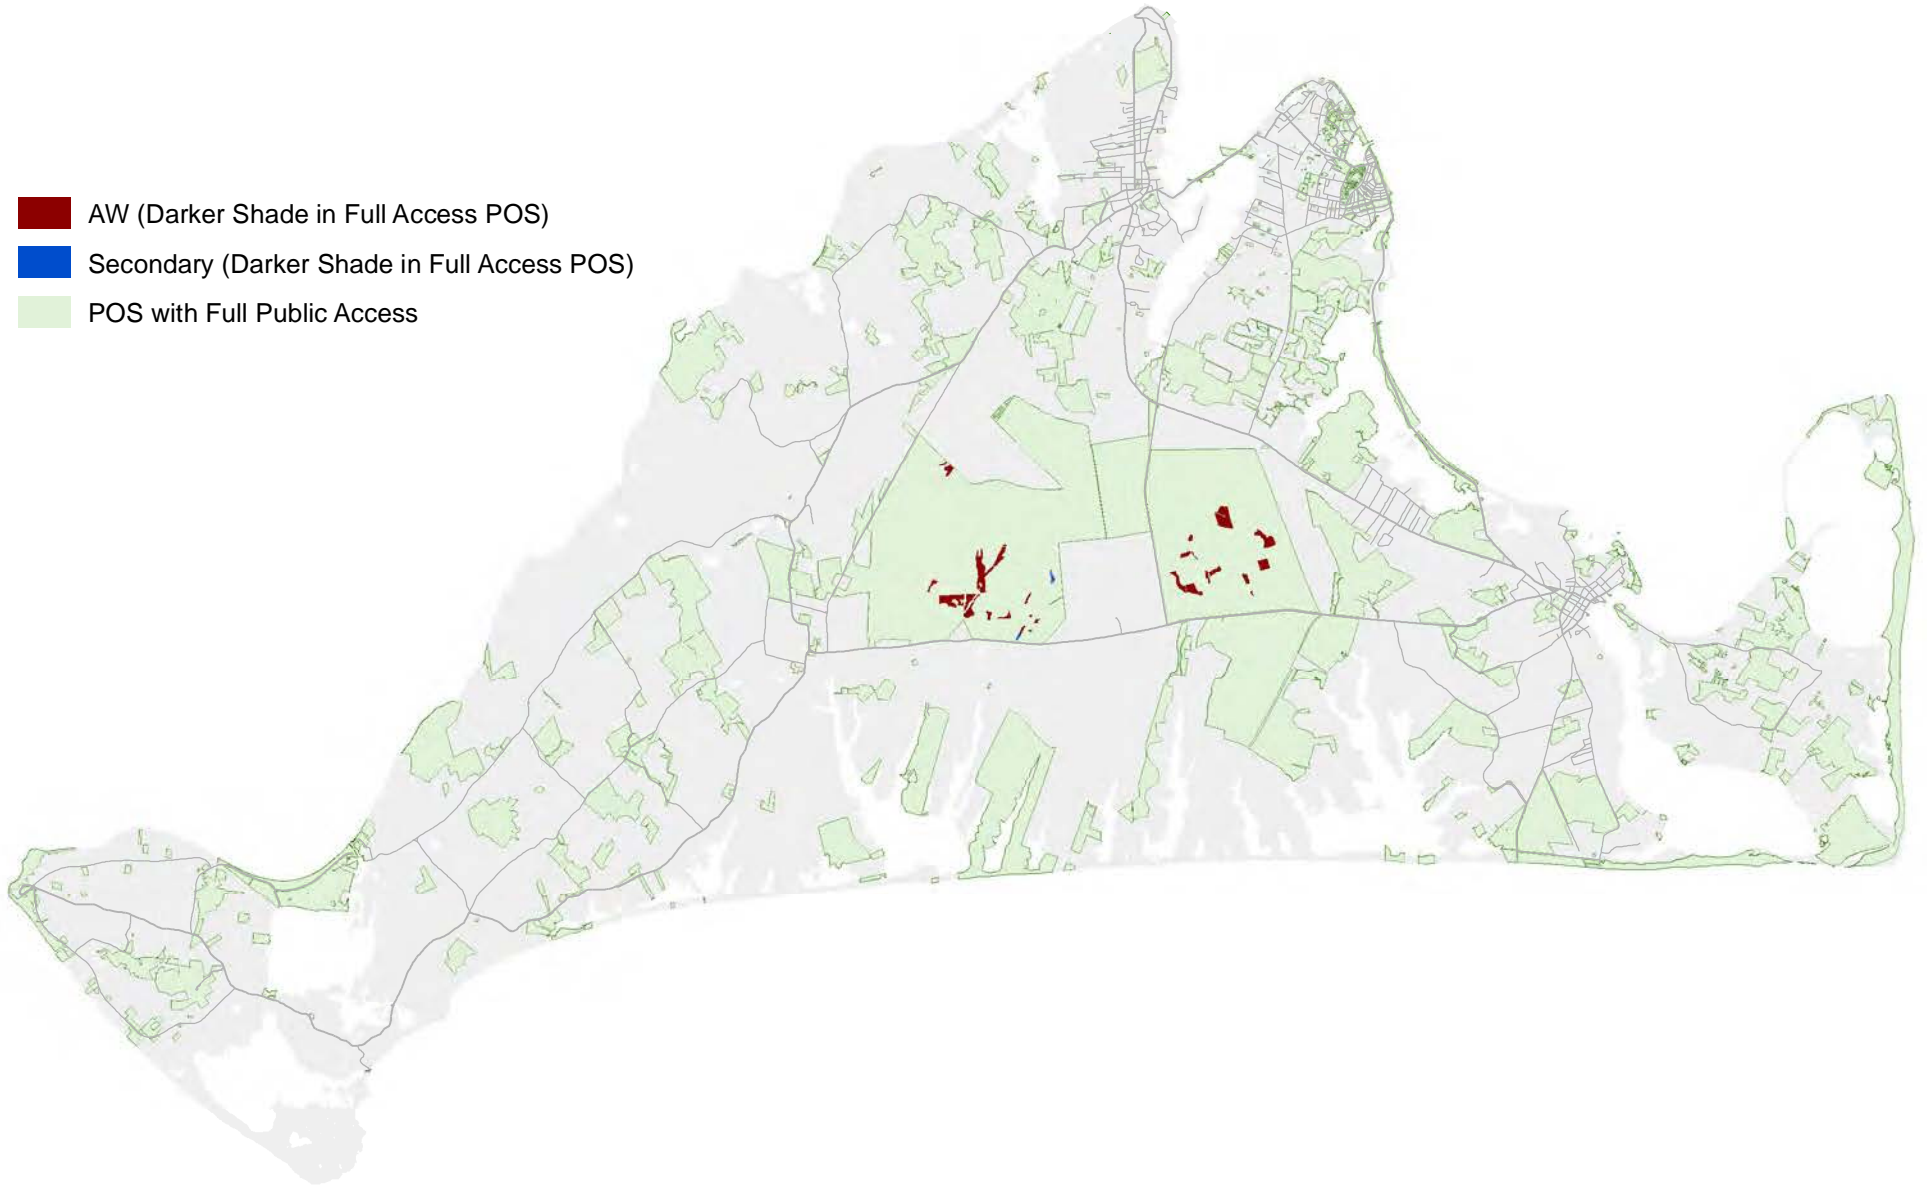 AW (Darker Shade in Full Access POS)
Secondary (Darker Shade in Full Access POS)
POS with Full Public Access